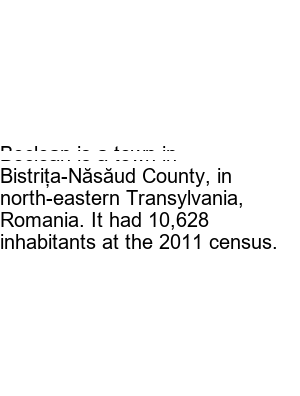 Beclean is a town in
Bistrița-Năsăud County, in
north-eastern Transylvania,
Romania. It had 10,628
inhabitants at the 2011 census.